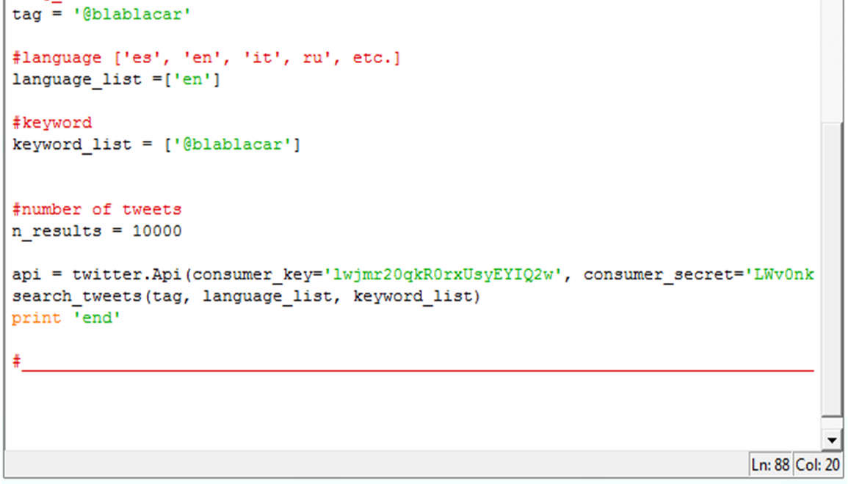 tag = '@blablacar'
#language ['es', 'en', 'it', ru', etc.]
language_list =['en']
#keyword
keyword_list = ['@blablacar']
#number of tweets
n_results = 10000
api = twitter.Api(consumer_key='lwjmr20qkR0rxUsyEYIQ2w', consumer_secret='LWv0nk
search_tweets(tag, language_list, keyword_list)
print 'end'
#
Ln: 88 Col: 20